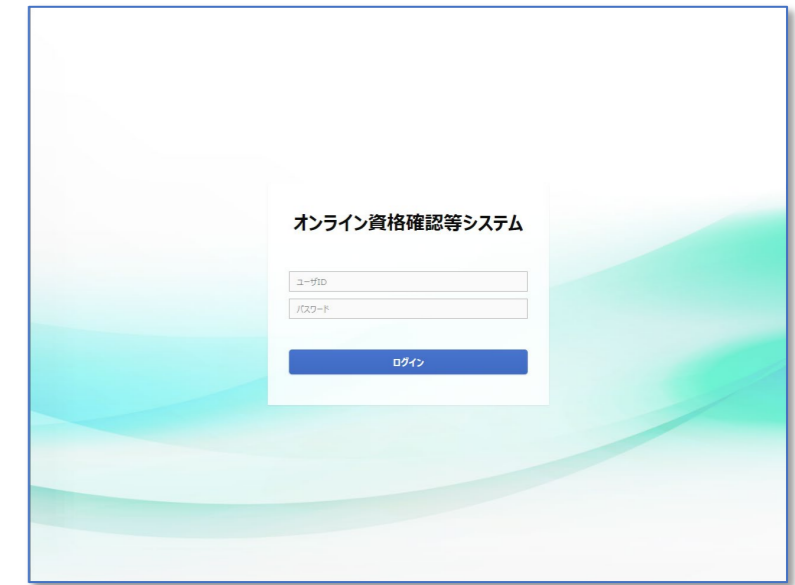 オンライン資格確認等システム
ユーザID
パスワード
ログイン